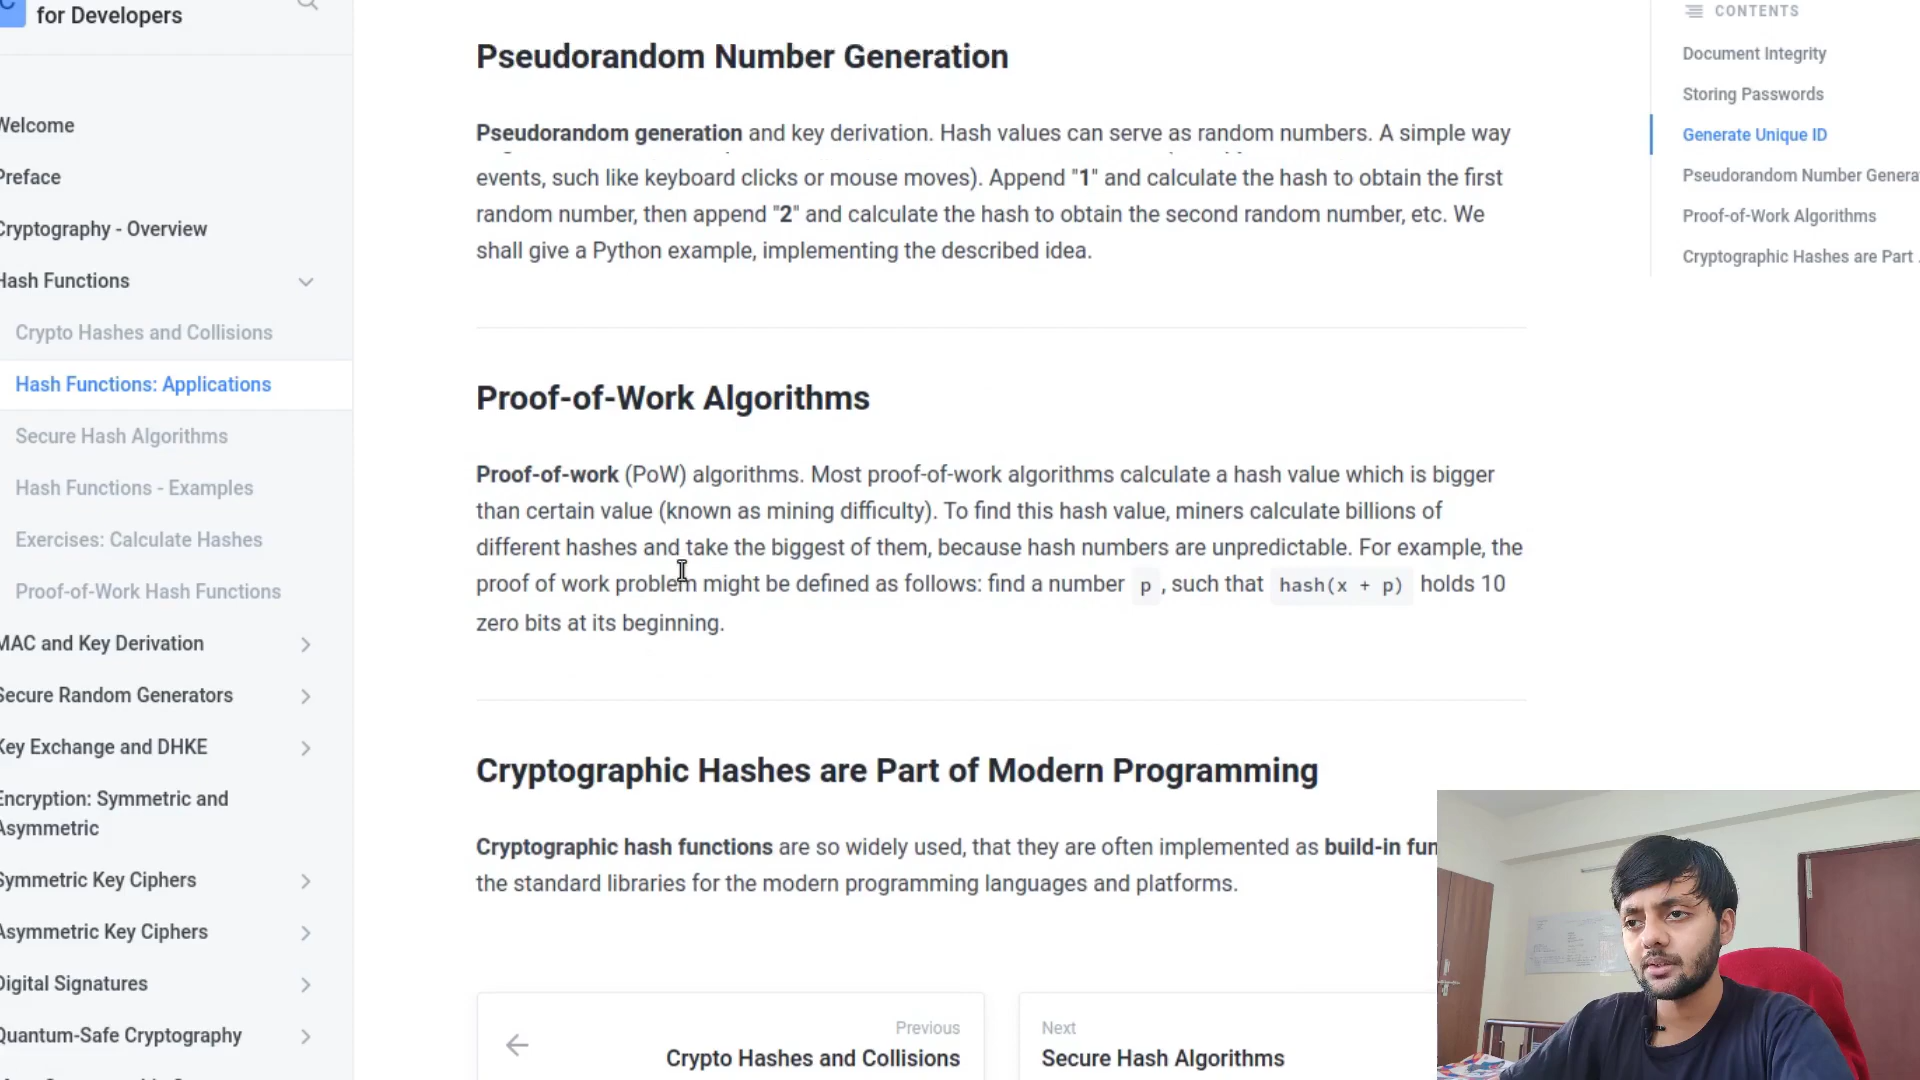 for Developers
Welcome
Preface
Cryptography - Overview
Hash Functions
Crypto Hashes and Collisions
Hash Functions: Applications
Secure Hash Algorithms
Hash Functions - Examples
Exercises: Calculate Hashes
Proof-of-Work Hash Functions
MAC and Key Derivation
Secure Random Generators
Key Exchange and DHKE
Encryption: Symmetric and
Asymmetric
Symmetric Key Ciphers
Asymmetric Key Ciphers
Digital Signatures
Quantum-Safe Cryptography
Pseudorandom Number Generation
Pseudorandom generation and key derivation. Hash values can serve as random numbers. A simple way
events, such like keyboard clicks or mouse moves). Append "1" and calculate the hash to obtain the first
random number, then append "2" and calculate the hash to obtain the second random number, etc. We
shall give a Python example, implementing the described idea.
Proof-of-Work Algorithms
Proof-of-work (PoW) algorithms. Most proof-of-work algorithms calculate a hash value which is bigger
than certain value (known as mining difficulty). To find this hash value, miners calculate billions of
different hashes and take the biggest of them, because hash numbers are unpredictable. For example, the
proof of work problem might be defined as follows: find a number p , such that hash(x + p) holds 10
zero bits at its beginning.
Cryptographic Hashes are Part of Modern Programming
Cryptographic hash functions are so widely used, that they are often implemented as build-in fun
the standard libraries for the modern programming languages and platforms.
Previous
Crypto Hashes and Collisions
Next
Secure Hash Algorithms
CONTENTS
Document Integrity
Storing Passwords
Generate Unique ID
Pseudorandom Number Genera
Proof-of-Work Algorithms
Cryptographic Hashes are Part